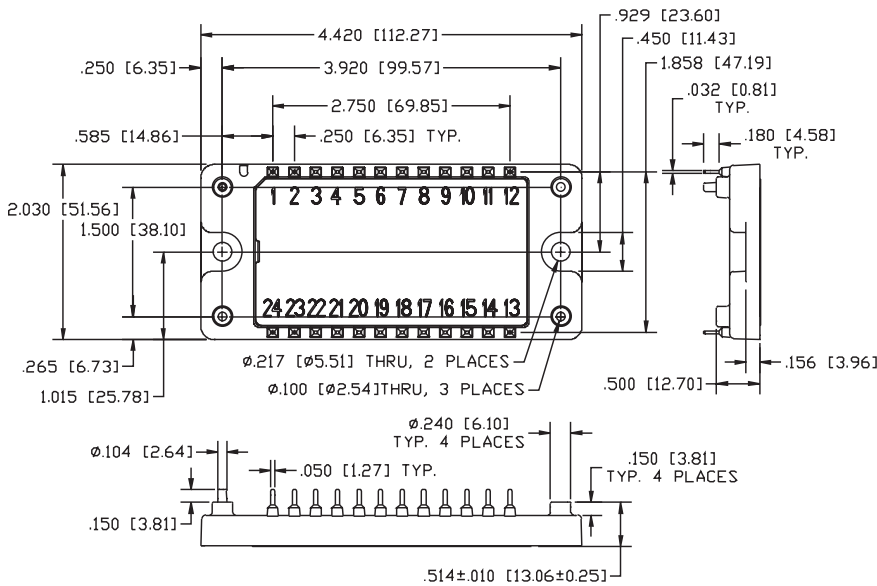 .929 [23.60]
4.420 [112.27]
.450 [11.43]
.250 [6.35]
3.920 [99.57]
1.858 [47.19]
2.750 [69.85]
.032 [0.81]
TYP.
.585 [14.86]
.250 [6.35] TYP.
.180 [4.58]
TYP.
1 2 3 4 5 6 7 8 9 10 11 12
2.030 [51.56]
1.500 [38.10]
24 23 22 21 20 19 18 17 16 15 14 13
ø.217 [ø5.51] THRU, 2 PLACES
.156 [3.96]
.265 [6.73]
ø.100 [ø2.54]THRU, 3 PLACES
.500 [12.70]
1.015 [25.78]
ø.240 [6.10]
TYP. 4 PLACES
ø.104 [2.64]
.050 [1.27] TYP.
.150 [3.81]
TYP. 4 PLACES
.150 [3.81]
.514±.010 [13.06±0.25]